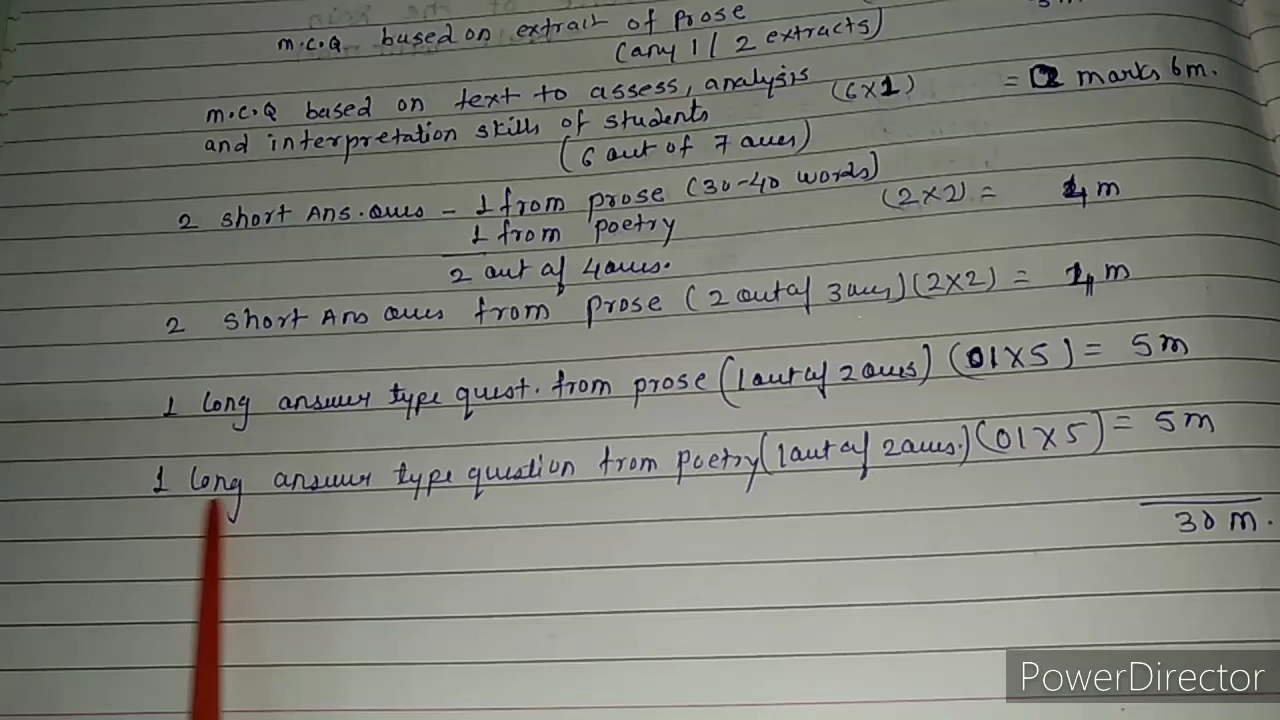 m.c.Q based on extract of prose
(any 1 / 2 extracts)
m.c.Q based on text to assess, analysis (6x1) = marks 6m.
and interpretation skills of students
(6 out of 7 ques)
2 short Ans. Ques - 1 from prose (30-40 words) (2x2) = 4 m
1 from poetry
2 out of 4 ques.
2 short Ans Ques from prose (2 out of 3 ques) (2x2) = 4 m
1 long answer type quest. from prose (1 out of 2 ques) (01x5) = 5m
1 long answer type question from poetry (1 out of 2 ques.) (01x5) = 5m
30 m.
PowerDirector